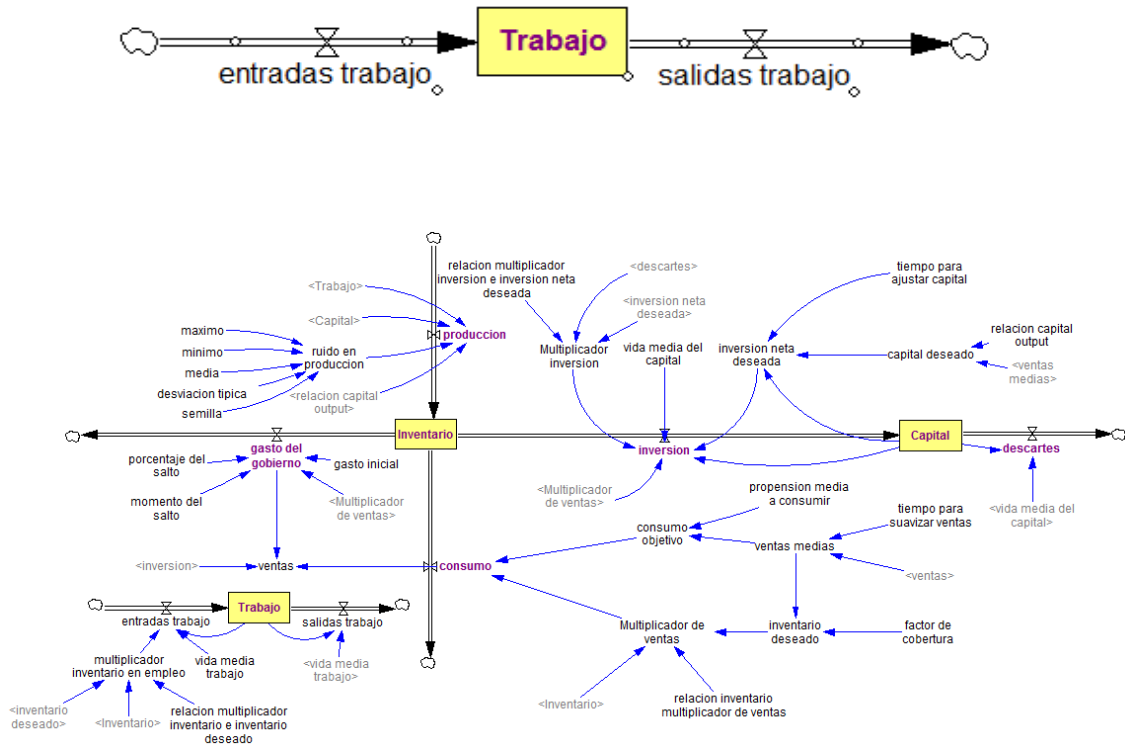 Trabajo
entradas trabajo
salidas trabajo
relacion multiplicador
inversion e inversion neta
deseada
<descartes>
tiempo para
ajustar capital
<Trabajo>
<inversion neta
deseada>
<Capital>
produccion
maximo
minimo
media
desviacion tipica
semilla
ruido en
produccion
<relacion capital
output>
Multiplicador
inversion
vida media del
capital
inversion neta
deseada
capital deseado
relacion capital
output
<ventas
medias>
Inventario
Capital
gasto del
gobierno
porcentaje del
salto
gasto inicial
inversion
descartes
momento del
salto
<Multiplicador
de ventas>
<Multiplicador
de ventas>
propension media
a consumir
tiempo para
suavizar ventas
<vida media del
capital>
consumo
objetivo
ventas medias
<inversion>
ventas
consumo
<ventas>
Trabajo
entradas trabajo
salidas trabajo
Multiplicador de
ventas
inventario
deseado
factor de
cobertura
multiplicador
inventario en empleo
vida media
trabajo
<vida media
trabajo>
<inventario
deseado>
<Inventario>
relacion multiplicador
inventario e inventario
deseado
<Inventario>
relacion inventario
multiplicador de ventas